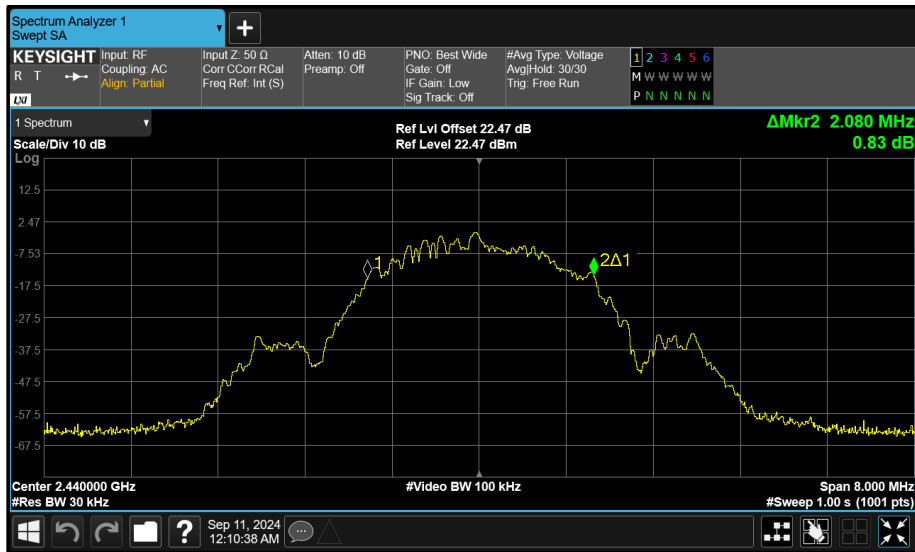 Spectrum Analyzer 1
Swept SA
KEYSIGHT
R T
LXI
Input: RF
Coupling: AC
Align: Partial
Input Z: 50 Ω
Corr CCorr RCal
Freq Ref: Int (S)
Atten: 10 dB
Preamp: Off
PNO: Best Wide
Gate: Off
IF Gain: Low
Sig Track: Off
#Avg Type: Voltage
Avg|Hold: 30/30
Trig: Free Run
1 2 3 4 5 6
M W W W W W
P N N N N N
1 Spectrum
Scale/Div 10 dB
Ref Lvl Offset 22.47 dB
Ref Level 22.47 dBm
ΔMkr2 2.080 MHz
0.83 dB
Log
12.5
2.47
-7.53
-17.5
-27.5
-37.5
-47.5
-57.5
-67.5
1
2Δ1
Center 2.440000 GHz
#Video BW 100 kHz
Span 8.000 MHz
#Res BW 30 kHz
#Sweep 1.00 s (1001 pts)
?
Sep 11, 2024
12:10:38 AM